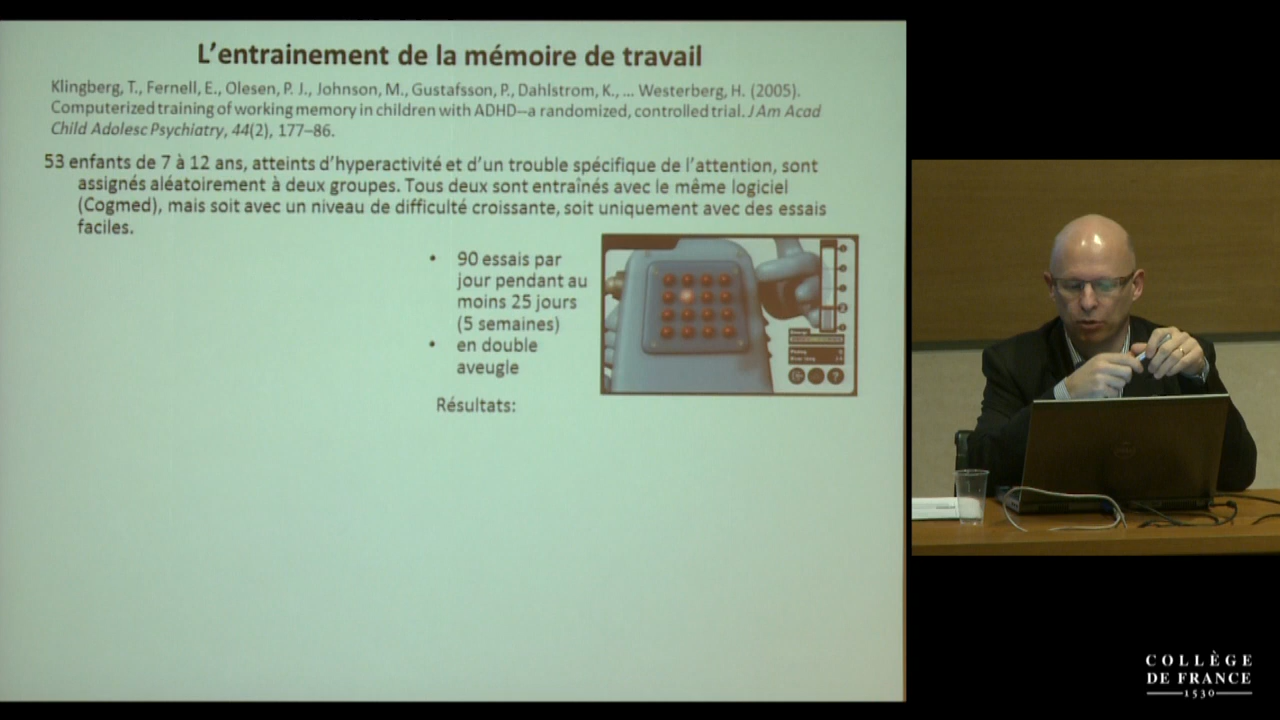 L'entrainement de la mémoire de travail
Klingberg, T., Fernell, E., Olesen, P. J., Johnson, M., Gustafsson, P., Dahlstrom, K., ... Westerberg, H. (2005).
Computerized training of working memory in children with ADHD--a randomized, controlled trial. J Am Acad
Child Adolesc Psychiatry, 44(2), 177–86.
53 enfants de 7 à 12 ans, atteints d'hyperactivité et d'un trouble spécifique de l'attention, sont
assignés aléatoirement à deux groupes. Tous deux sont entraînés avec le même logiciel
(Cogmed), mais soit avec un niveau de difficulté croissante, soit uniquement avec des essais
faciles.
• 90 essais par
jour pendant au
moins 25 jours
(5 semaines)
• en double
aveugle
Résultats:
COLLÈGE
DE FRANCE
1530